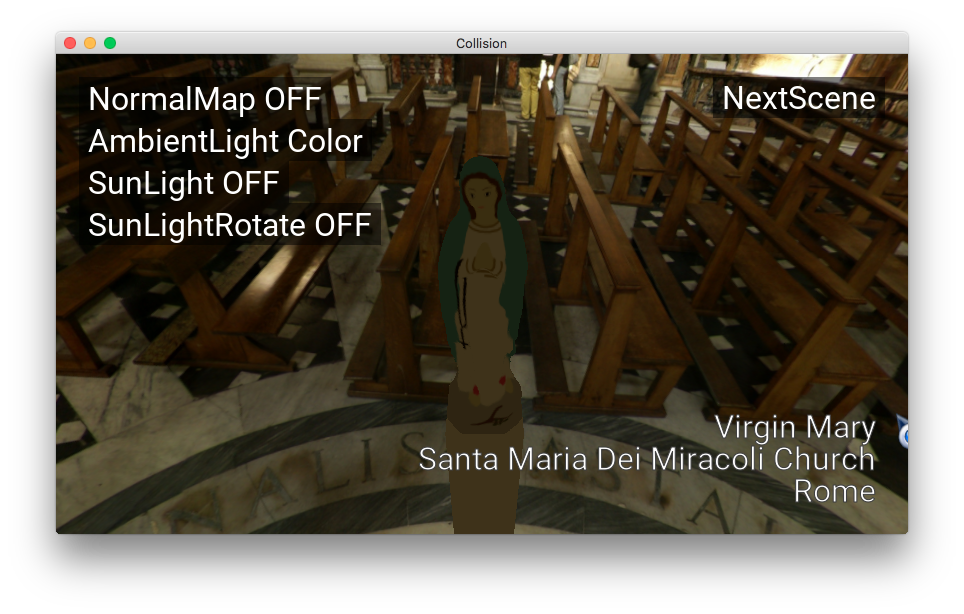 Collision
NormalMap OFF
NextScene
AmbientLight Color
SunLight OFF
SunLightRotate OFF
Virgin Mary
Santa Maria Dei Miracoli Church
Rome